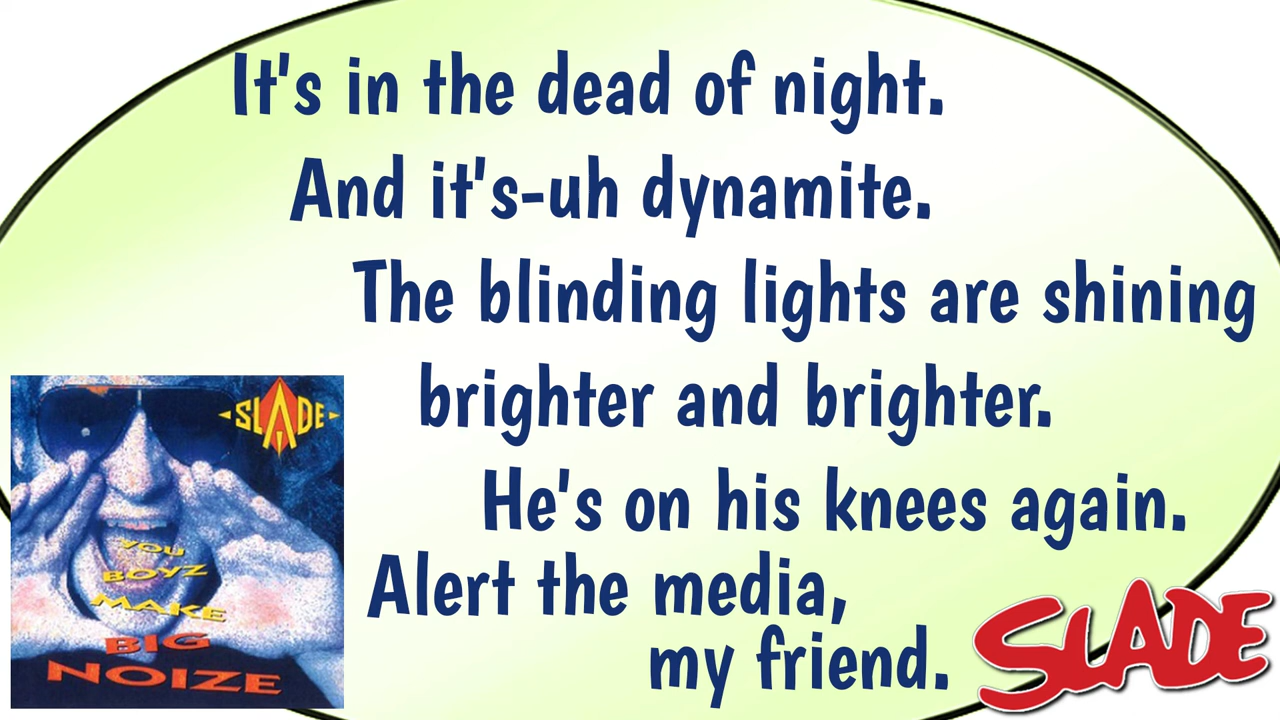 It's in the dead of night.
And it's-uh dynamite.
The blinding lights are shining
brighter and brighter.
He's on his knees again.
Alert the media,
my friend.
SLADE
YOU
BOYZ
MAKE
BIG
NOIZE
SLADE